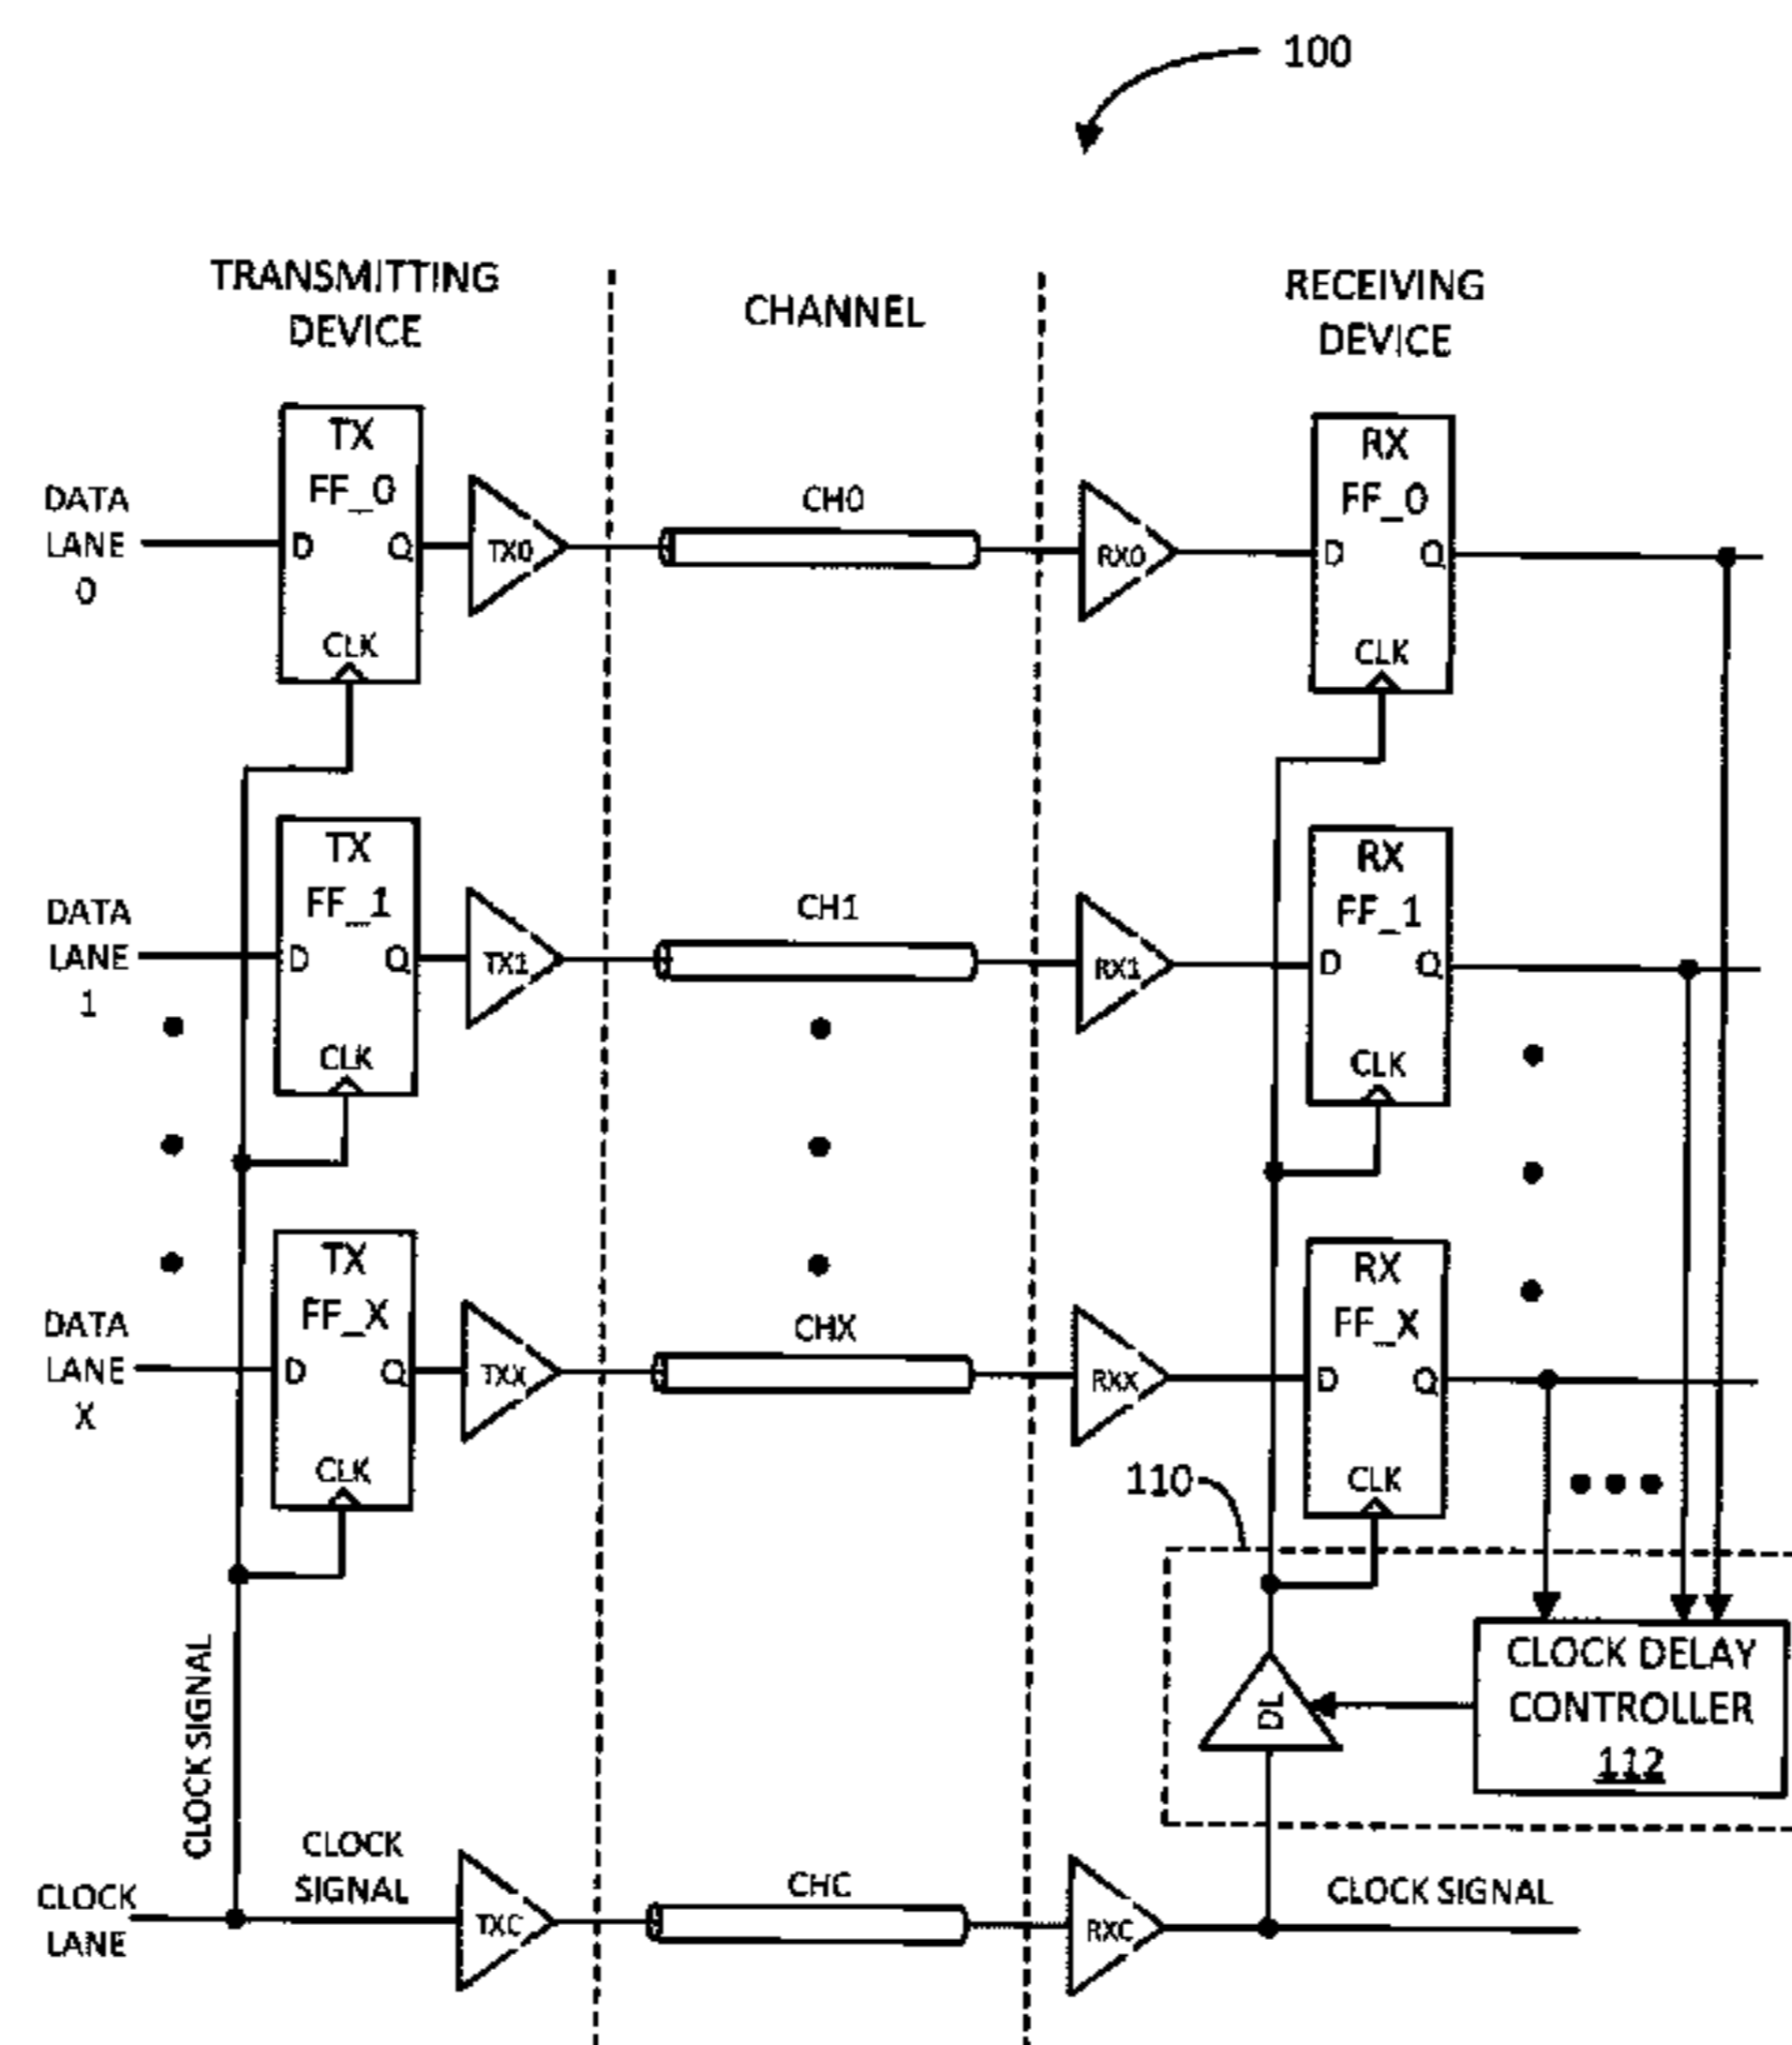 100
TRANSMITTING
DEVICE
CHANNEL
RECEIVING
DEVICE
DATA
LANE
0
TX
FF_0
D
Q
CLK
TX0
CH0
RX0
RX
FF_0
D
Q
CLK
DATA
LANE
1
TX
FF_1
D
Q
CLK
TX1
CH1
RX1
RX
FF_1
D
Q
CLK
DATA
LANE
X
TX
FF_X
D
Q
CLK
TXX
CHX
RXX
RX
FF_X
D
Q
CLK
110
CLOCK DELAY
CONTROLLER
112
DL
CLOCK SIGNAL
CLOCK
LANE
CLOCK
SIGNAL
TXC
CHC
RXC
CLOCK SIGNAL